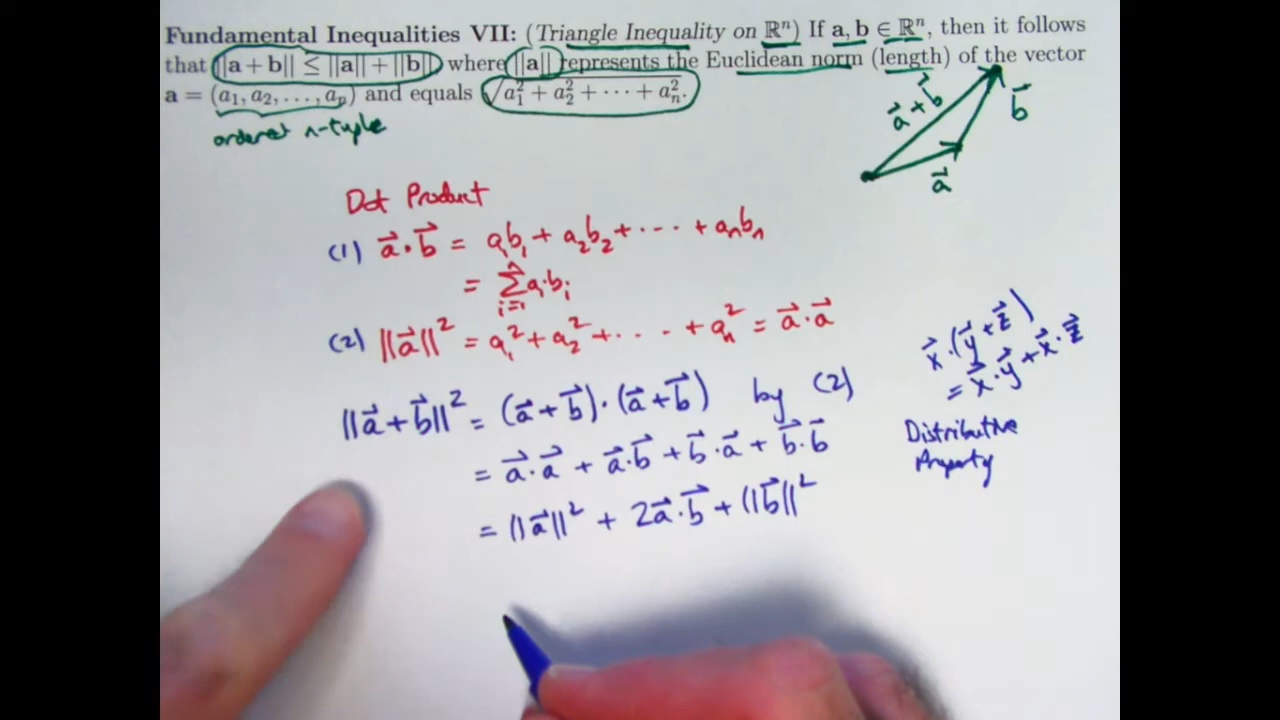 Fundamental Inequalities VII: (Triangle Inequality on ℝⁿ) If a, b ∈ ℝⁿ, then it follows
that ||a + b|| ≤ ||a|| + ||b|| where ||a|| represents the Euclidean norm (length) of the vector
a = (a₁, a₂, . . . , aₙ) and equals √(a₁² + a₂² + · · · + aₙ²).
ordered n-tuple
a⃗ + b⃗
b⃗
a⃗
Dot Product
(1) a⃗ · b⃗ = a₁b₁ + a₂b₂ + · · · + aₙbₙ
= ∑ᵢ₌₁ⁿ aᵢbᵢ
(2) ||a⃗||² = a₁² + a₂² + · · · + aₙ² = a⃗ · a⃗
x⃗ · (y⃗ + z⃗)
= x⃗ · y⃗ + x⃗ · z⃗
Distributive
Property
||a⃗ + b⃗||² = (a⃗ + b⃗) · (a⃗ + b⃗) by (2)
= a⃗ · a⃗ + a⃗ · b⃗ + b⃗ · a⃗ + b⃗ · b⃗
= ||a⃗||² + 2a⃗ · b⃗ + ||b⃗||²